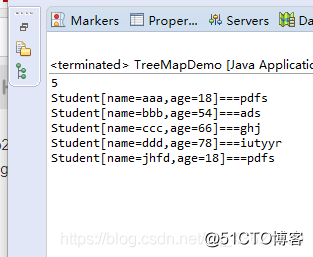 Markers Proper... Servers Da
<terminated> TreeMapDemo [Java Applicatio
5
Student[name=aaa,age=18]===pdfs
Student[name=bbb,age=54]===ads
Student[name=ccc,age=66]===ghj
Student[name=ddd,age=78]===iutyyr
Student[name=jhfd,age=18]===pdfs
@51CTO博客